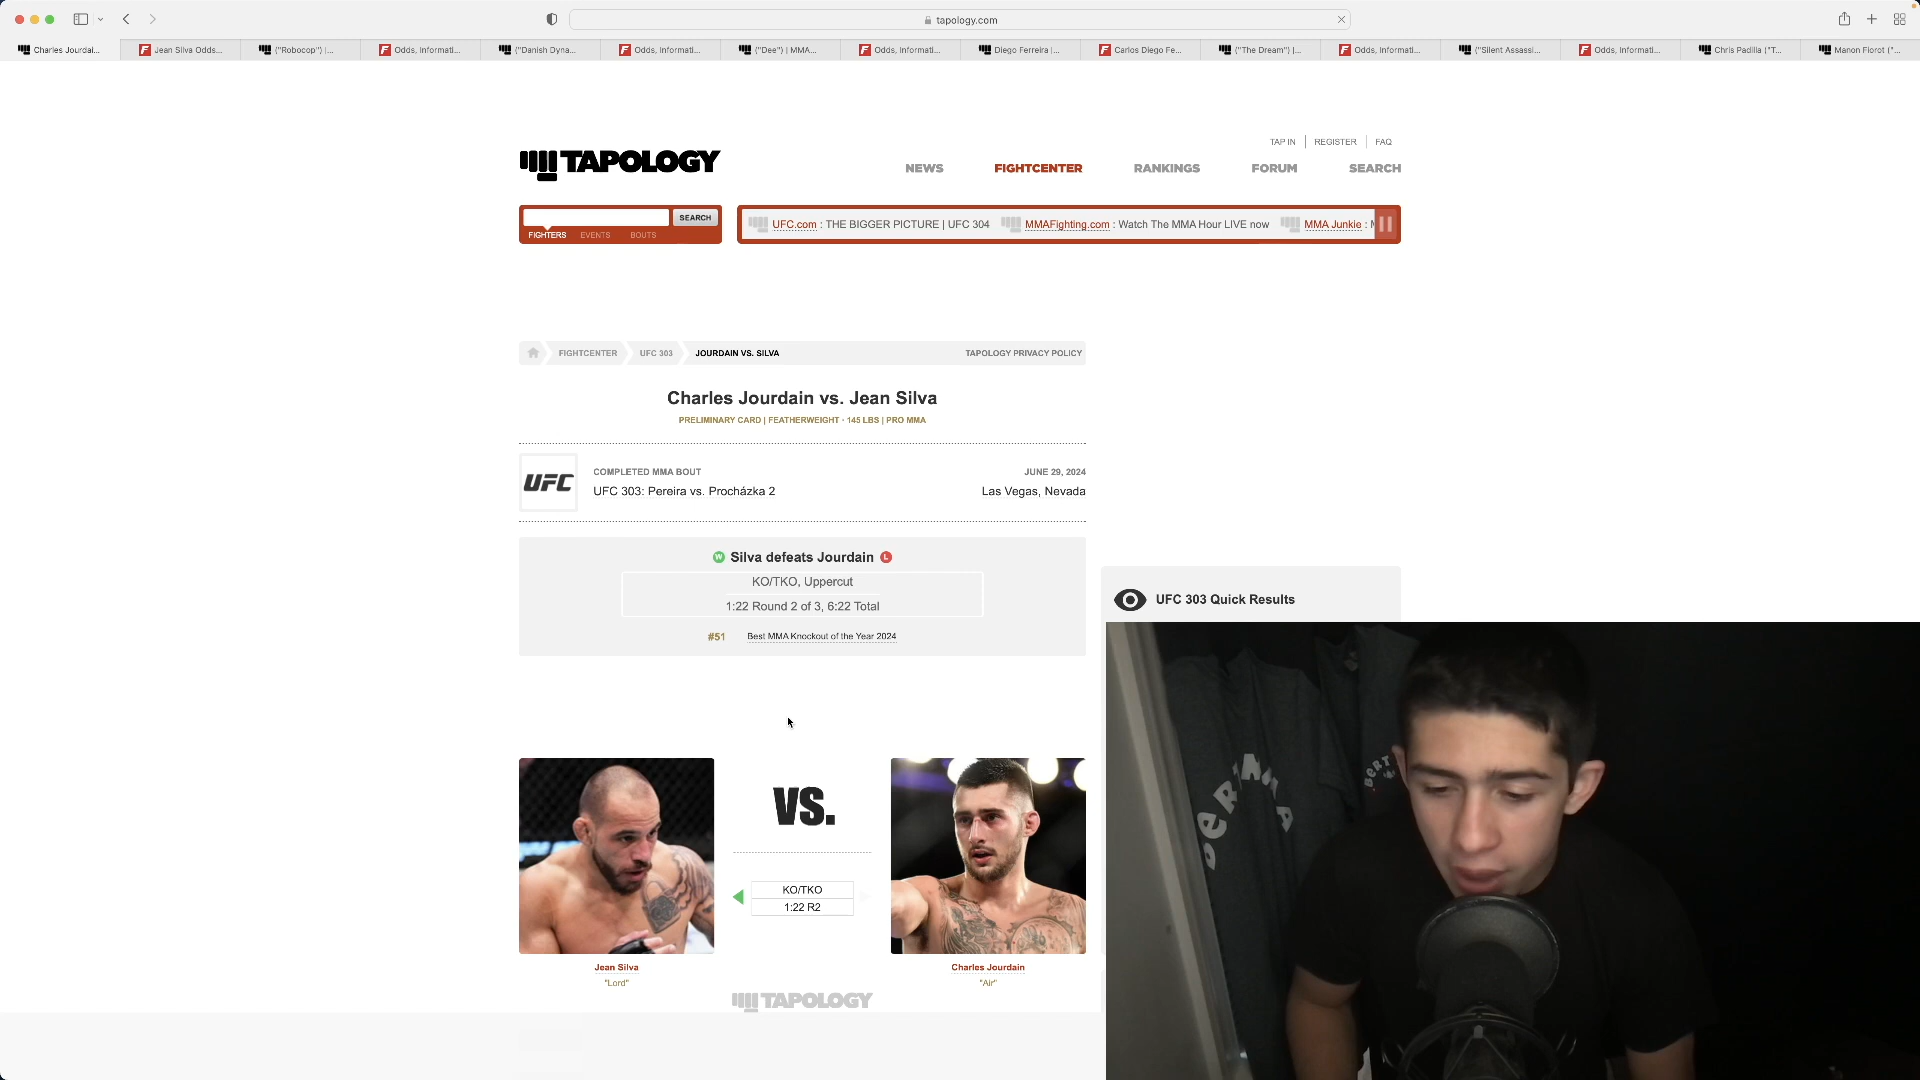 tapology.com
Charles Jourdai...
Jean Silva Odds...
("Robocop") |...
Odds, Informati...
("Danish Dyna...
Odds, Informati...
("Dee") | MMA...
Odds, Informati...
Diego Ferreira |...
Carlos Diego Fe...
("The Dream") |...
Odds, Informati...
("Silent Assassi...
Odds, Informati...
Chris Padilla ("T...
Manon Fiorot ("...
TAP IN
REGISTER
FAQ
TAPOLOGY
NEWS
FIGHTCENTER
RANKINGS
FORUM
SEARCH
SEARCH
FIGHTERS
EVENTS
BOUTS
UFC.com : THE BIGGER PICTURE | UFC 304
MMAFighting.com : Watch The MMA Hour LIVE now
MMA Junkie :
FIGHTCENTER
UFC 303
JOURDAIN VS. SILVA
TAPOLOGY PRIVACY POLICY
Charles Jourdain vs. Jean Silva
PRELIMINARY CARD | FEATHERWEIGHT · 145 LBS | PRO MMA
UFC
COMPLETED MMA BOUT
JUNE 29, 2024
UFC 303: Pereira vs. Procházka 2
Las Vegas, Nevada
W Silva defeats Jourdain L
KO/TKO, Uppercut
1:22 Round 2 of 3, 6:22 Total
#51
Best MMA Knockout of the Year 2024
UFC 303 Quick Results
VS.
KO/TKO
1:22 R2
Jean Silva
"Lord"
Charles Jourdain
"Air"
TAPOLOGY